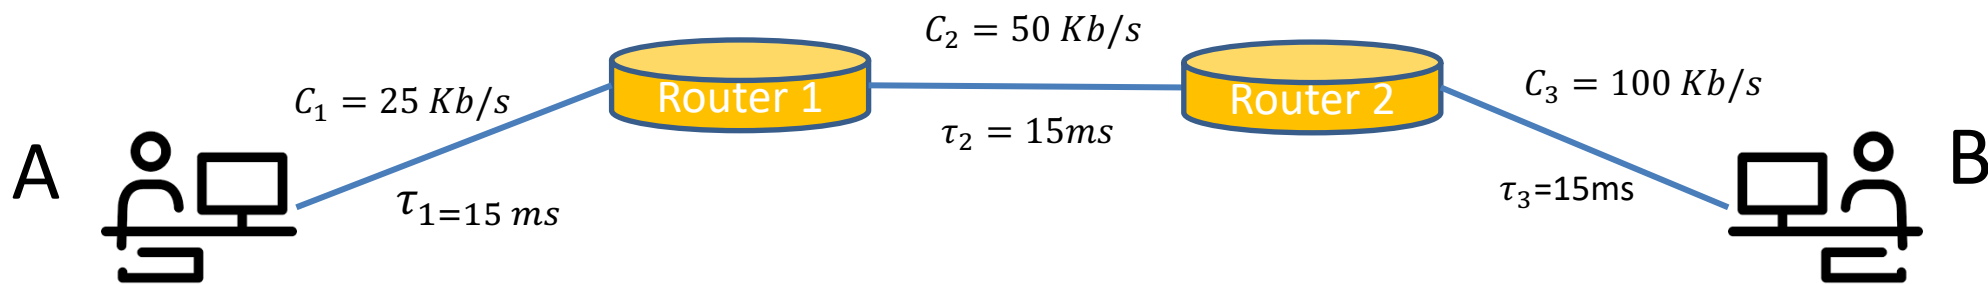 A
C₁ = 25 Kb/s
τ₁₌₁₅ ₘₛ
Router 1
C₂ = 50 Kb/s
τ₂ = 15ms
Router 2
C₃ = 100 Kb/s
τ₃=15ms
B